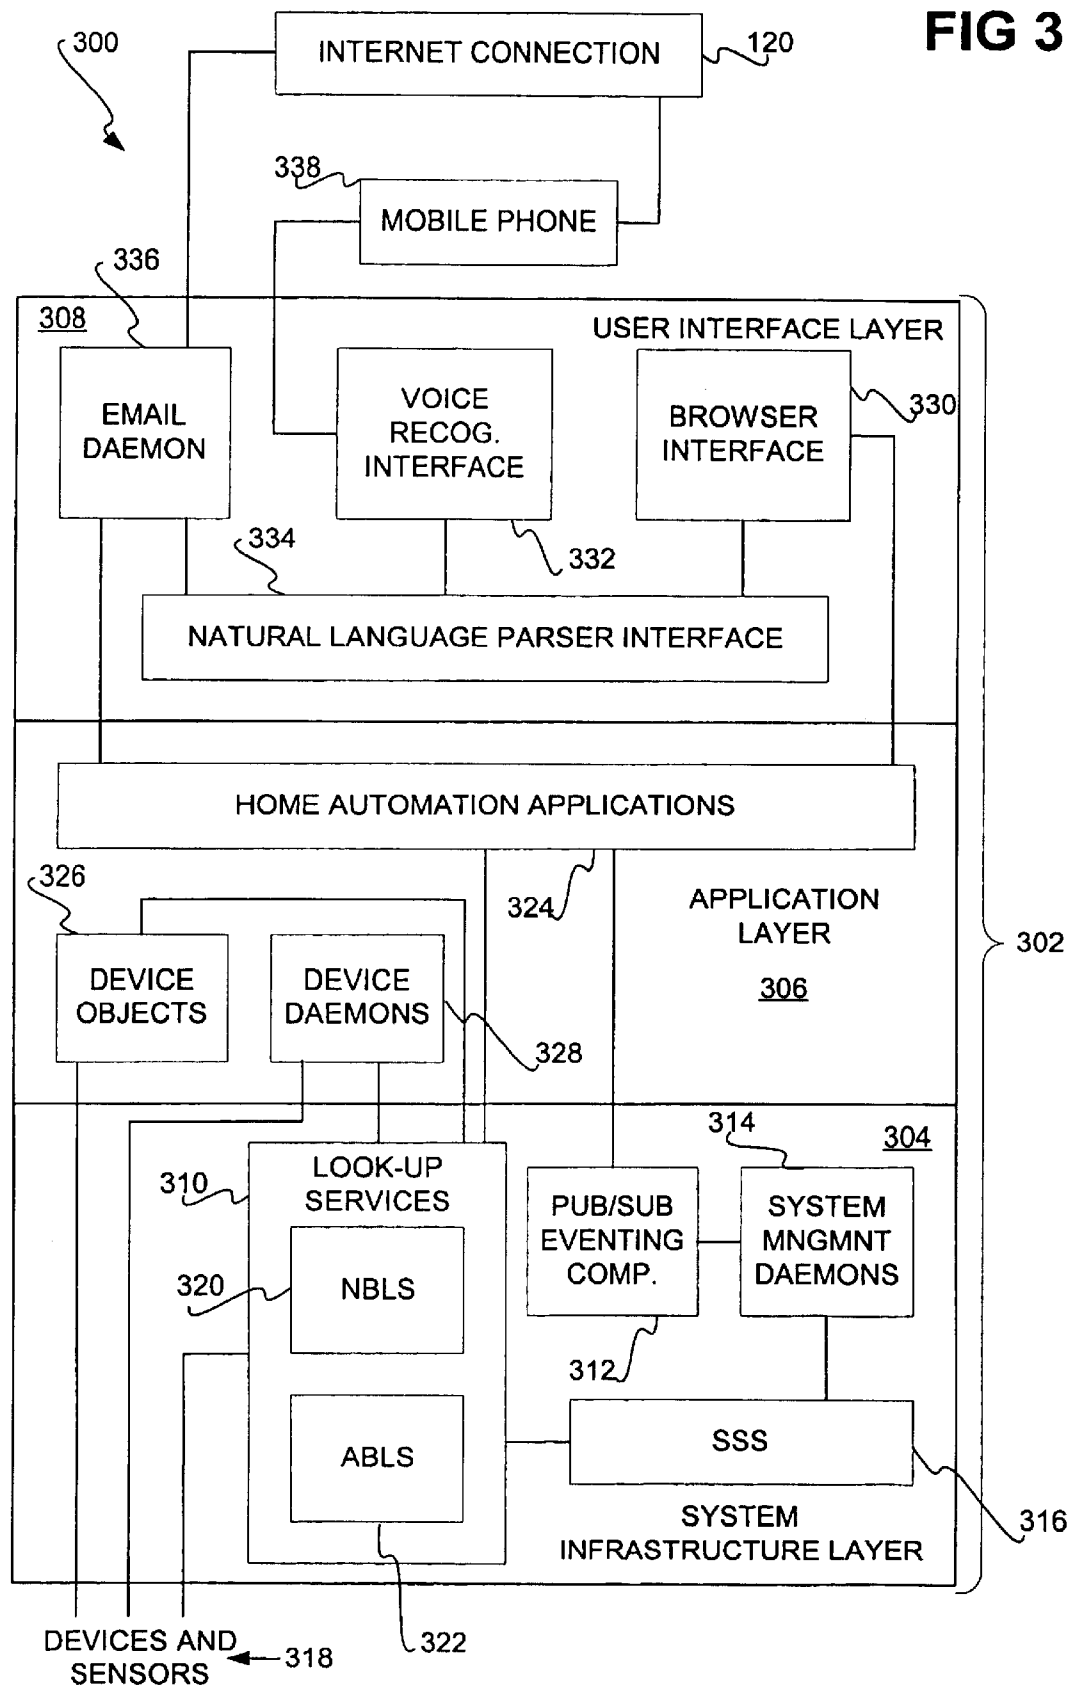 FIG 3
300
INTERNET CONNECTION
120
338
MOBILE PHONE
336
308
USER INTERFACE LAYER
EMAIL
DAEMON
VOICE
RECOG.
INTERFACE
BROWSER
INTERFACE
330
334
332
NATURAL LANGUAGE PARSER INTERFACE
HOME AUTOMATION APPLICATIONS
326
324
APPLICATION
LAYER
306
302
DEVICE
OBJECTS
DEVICE
DAEMONS
328
314
304
310
LOOK-UP
SERVICES
PUB/SUB
EVENTING
COMP.
SYSTEM
MNGMNT
DAEMONS
320
NBLS
312
ABLS
SSS
316
SYSTEM
INFRASTRUCTURE LAYER
322
DEVICES AND
SENSORS
318